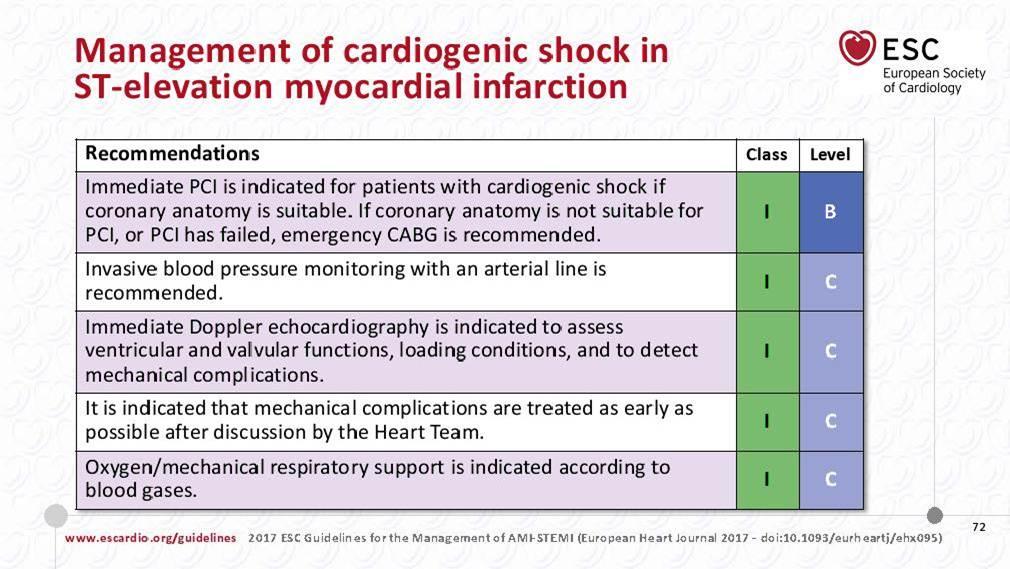 Management of cardiogenic shock in
ST-elevation myocardial infarction
ESC
European Society
of Cardiology
Recommendations Class Level
Immediate PCI is indicated for patients with cardiogenic shock if
coronary anatomy is suitable. If coronary anatomy is not suitable for
PCI, or PCI has failed, emergency CABG is recommended.
I B
Invasive blood pressure monitoring with an arterial line is
recommended.
I C
Immediate Doppler echocardiography is indicated to assess
ventricular and valvular functions, loading conditions, and to detect
mechanical complications.
I C
It is indicated that mechanical complications are treated as early as
possible after discussion by the Heart Team.
I C
Oxygen/mechanical respiratory support is indicated according to
blood gases.
I C
72
www.escardio.org/guidelines 2017 ESC Guidelines for the Management of AMI-STEMI (European Heart Journal 2017 - doi:10.1093/eurheartj/ehx095)